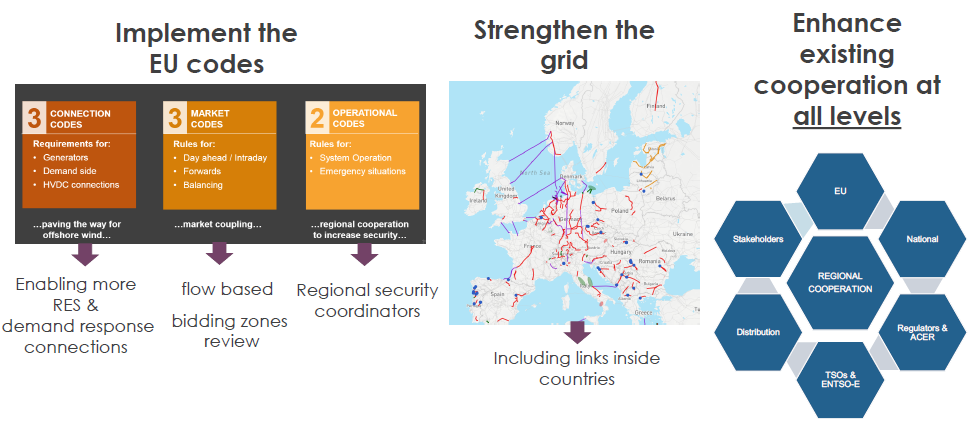 Implement the
EU codes
3 CONNECTION
CODES
Requirements for:
• Generators
• Demand side
• HVDC connections
…paving the way for
offshore wind…
3 MARKET
CODES
Rules for:
• Day ahead / Intraday
• Forwards
• Balancing
…market coupling…
2 OPERATIONAL
CODES
Rules for:
• System Operation
• Emergency situations
…regional cooperation
to increase security…
Enabling more
RES &
demand response
connections
flow based
bidding zones
review
Regional security
coordinators
Strengthen the
grid
Finland
Norway
North Sea
Denmark
United
Kingdom
Ireland
Belarus
Poland
Germany
Ukraine
France
Hungary
Romania
Spain
Greece
Including links inside
countries
Enhance
existing
cooperation at
all levels
EU
Stakeholders
National
REGIONAL
COOPERATION
Distribution
Regulators &
ACER
TSOs &
ENTSO-E